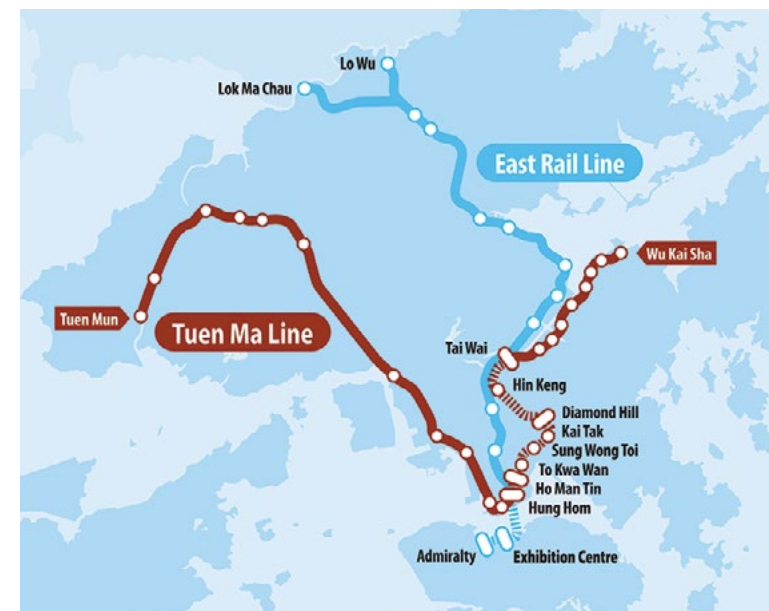 Lo Wu
Lok Ma Chau
East Rail Line
Wu Kai Sha
Tuen Mun
Tuen Ma Line
Tai Wai
Hin Keng
Diamond Hill
Kai Tak
Sung Wong Toi
To Kwa Wan
Ho Man Tin
Hung Hom
Admiralty
Exhibition Centre